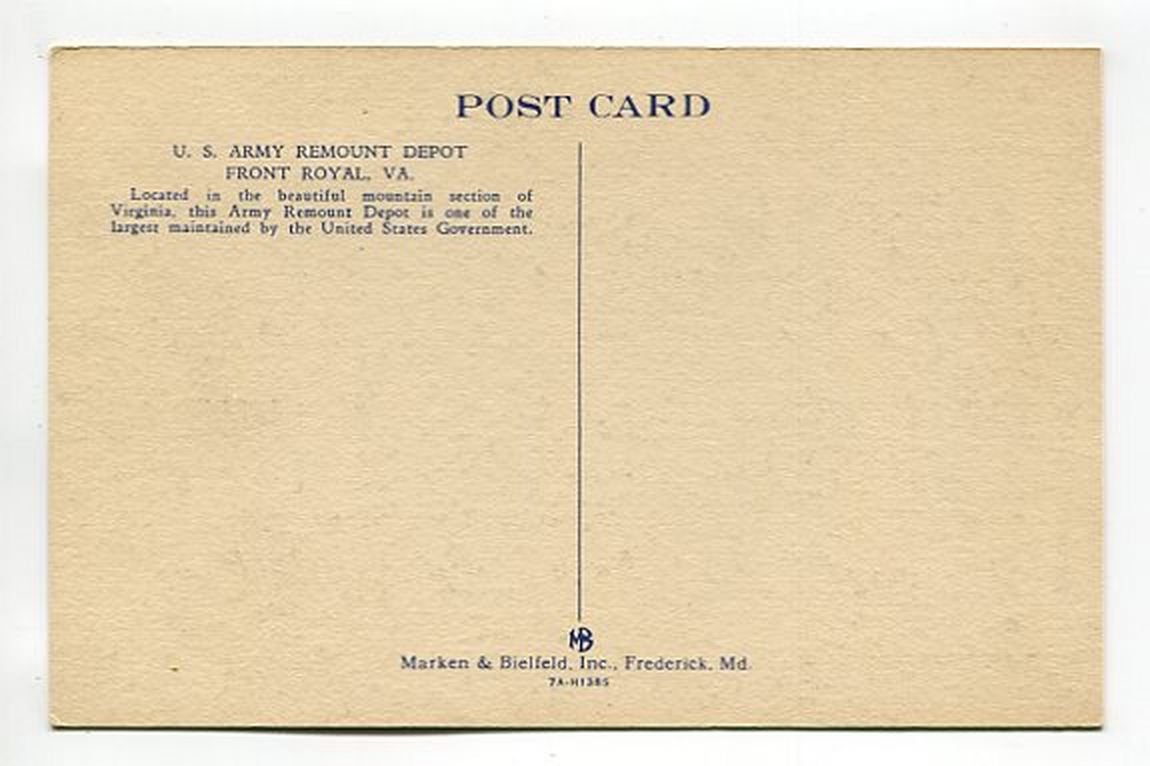 POST CARD
U. S. ARMY REMOUNT DEPOT
FRONT ROYAL, VA.
Located in the beautiful mountain section of
Virginia, this Army Remount Depot is one of the
largest maintained by the United States Government.
MB
Marken & Bielfeld, Inc., Frederick, Md.
7A-H1385